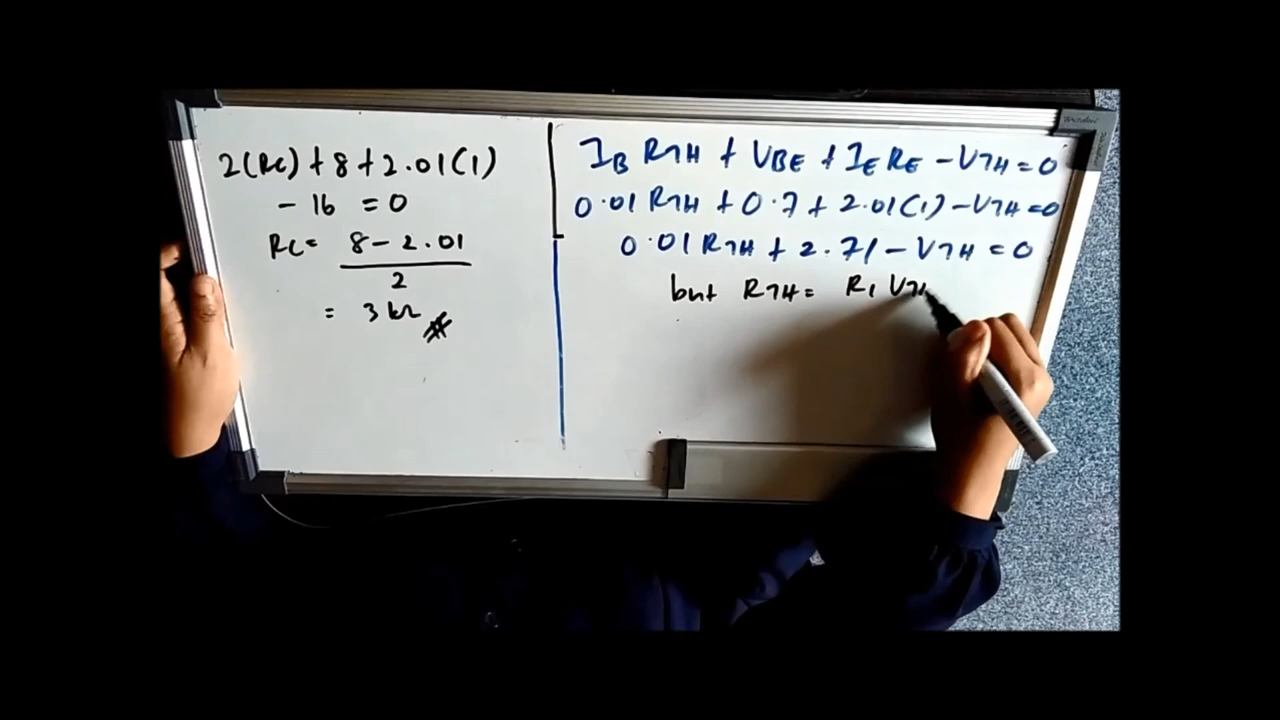 2(RC) + 8 + 2.01(1)
- 16 = 0
RC = 8 - 2.01
2
= 3 kΩ #
IB RTH + VBE + IE RE - VTH = 0
0.01 RTH + 0.7 + 2.01(1) - VTH = 0
0.01 RTH + 2.71 - VTH = 0
but RTH = R1 VTH